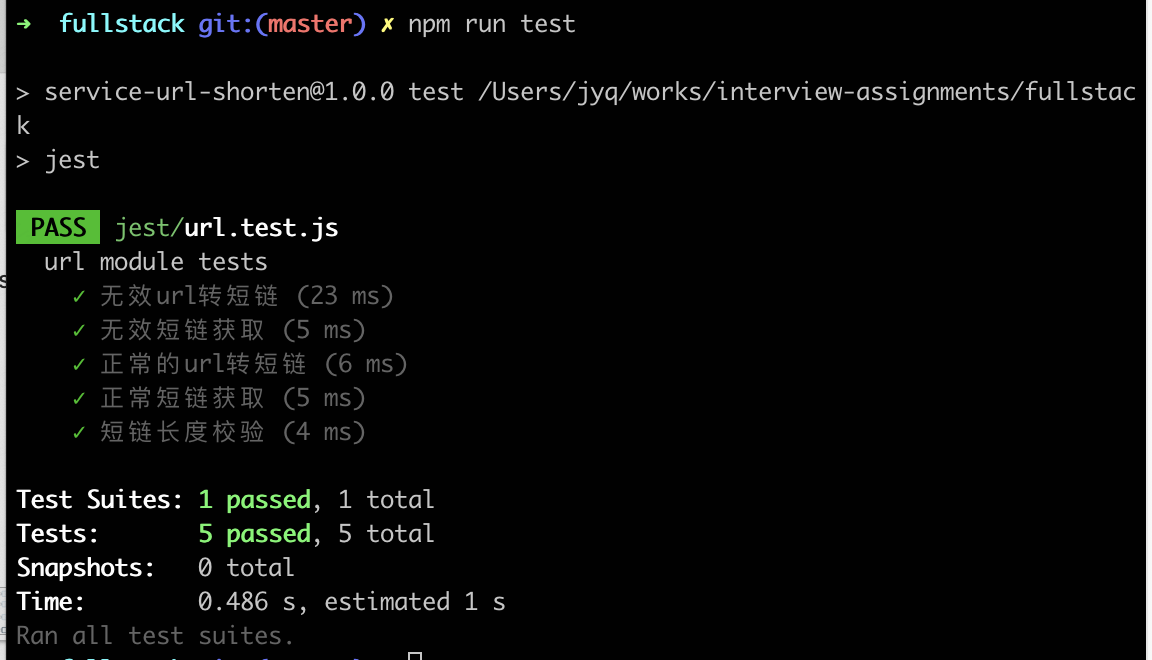 → fullstack git:(master) ✗ npm run test
> service-url-shorten@1.0.0 test /Users/jyq/works/interview-assignments/fullstac
k
> jest
PASS jest/url.test.js
url module tests
✓ 无效url转短链 (23 ms)
✓ 无效短链获取 (5 ms)
✓ 正常的url转短链 (6 ms)
✓ 正常短链获取 (5 ms)
✓ 短链长度校验 (4 ms)
Test Suites: 1 passed, 1 total
Tests: 5 passed, 5 total
Snapshots: 0 total
Time: 0.486 s, estimated 1 s
Ran all test suites.